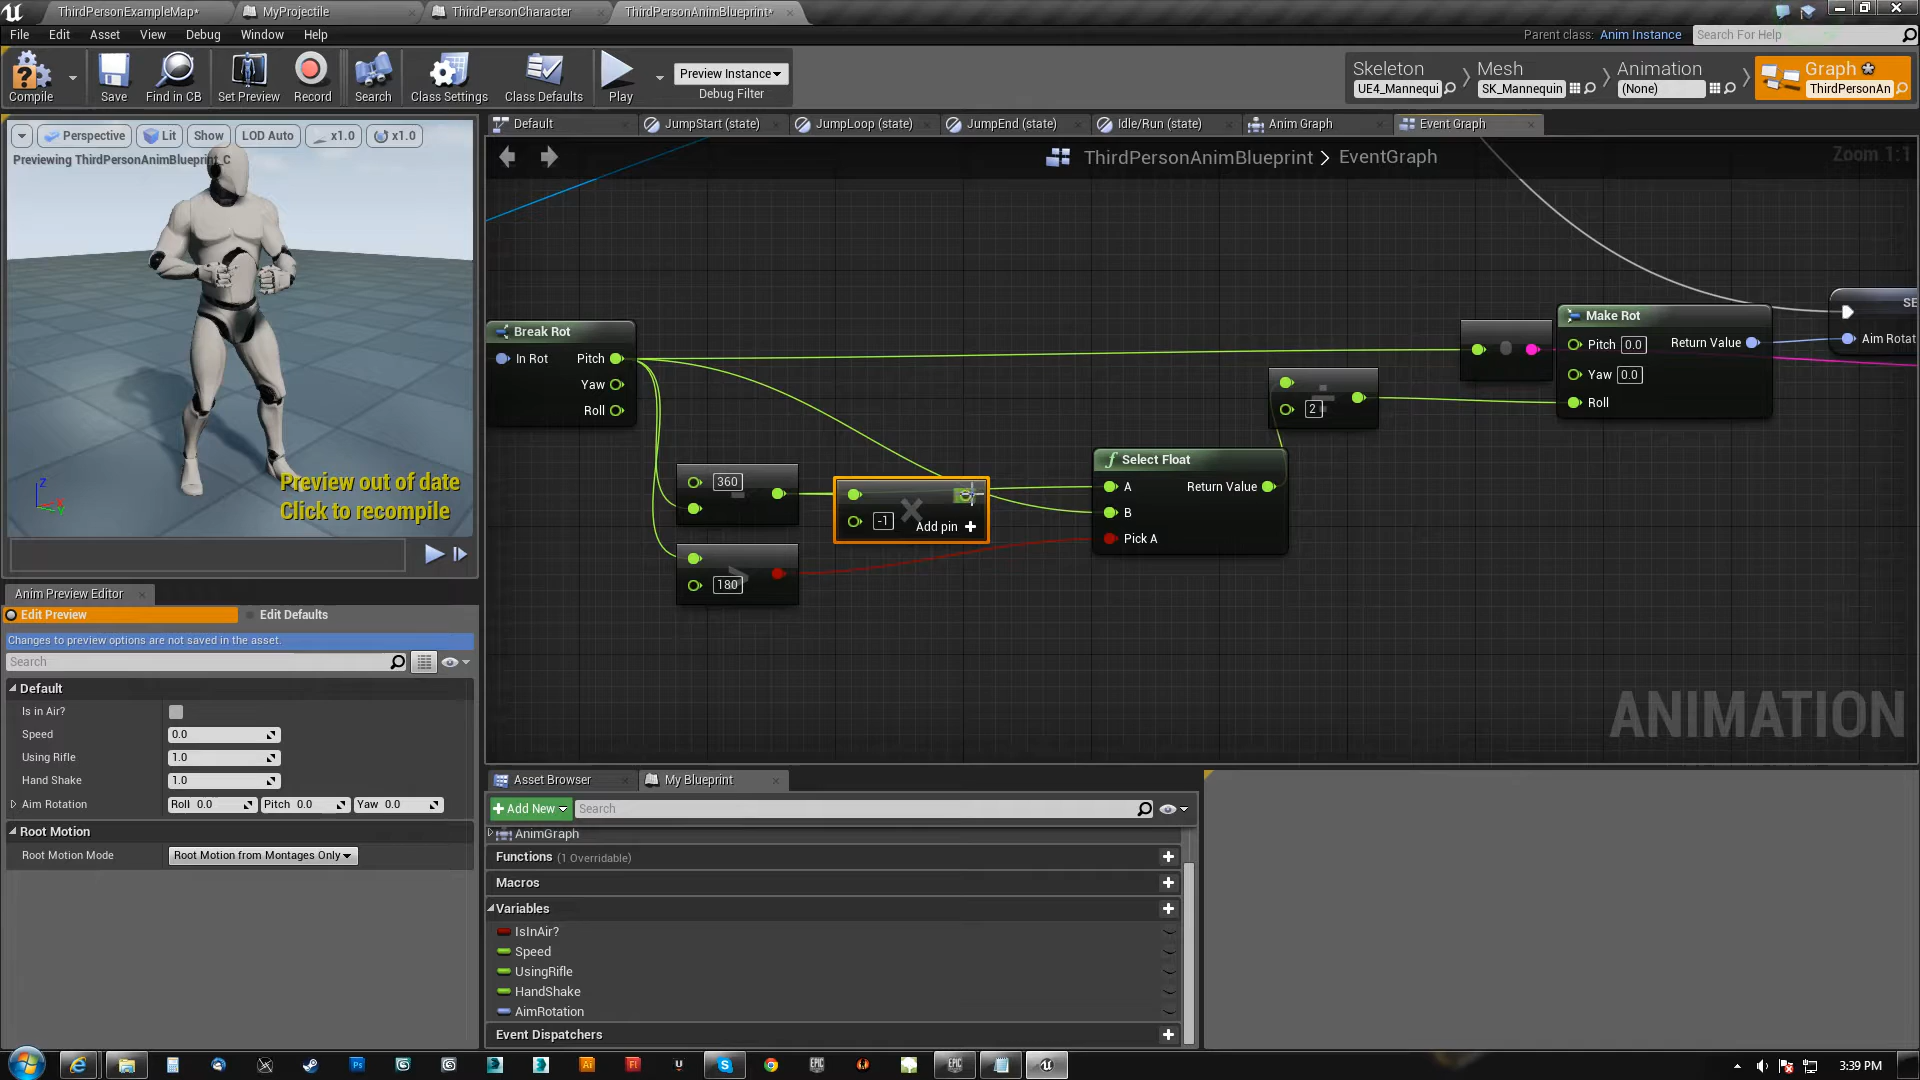 ThirdPersonExampleMap*
MyProjectile
ThirdPersonCharacter
ThirdPersonAnimBlueprint*
File Edit Asset View Debug Window Help
Parent class: Anim Instance
Search For Help
Compile
Save
Find in CB
Set Preview
Record
Search
Class Settings
Class Defaults
Play
Preview Instance
Debug Filter
Skeleton
UE4_Mannequi
Mesh
SK_Mannequin
Animation
(None)
Graph
ThirdPersonAn
Perspective
Lit
Show
LOD Auto
x1.0
x1.0
Previewing ThirdPersonAnimBlueprint_C
Preview out of date
Click to recompile
Z
X
Y
Default
JumpStart (state)
JumpLoop (state)
JumpEnd (state)
Idle/Run (state)
Anim Graph
Event Graph
ThirdPersonAnimBlueprint > EventGraph
Zoom 1:1
Break Rot
In Rot
Pitch
Yaw
Roll
360
180
-1
Add pin +
Select Float
A
B
Pick A
Return Value
2
Make Rot
Pitch 0.0
Yaw 0.0
Roll
Return Value
SE
Aim Rotat
ANIMATION
Anim Preview Editor
Edit Preview
Edit Defaults
Changes to preview options are not saved in the asset.
Search
Default
Is in Air?
Speed 0.0
Using Rifle 1.0
Hand Shake 1.0
Aim Rotation Roll 0.0 Pitch 0.0 Yaw 0.0
Root Motion
Root Motion Mode Root Motion from Montages Only
Asset Browser
My Blueprint
+ Add New
Search
AnimGraph
Functions (1 Overridable)
Macros
Variables
IsInAir?
Speed
UsingRifle
HandShake
AimRotation
Event Dispatchers
3:39 PM